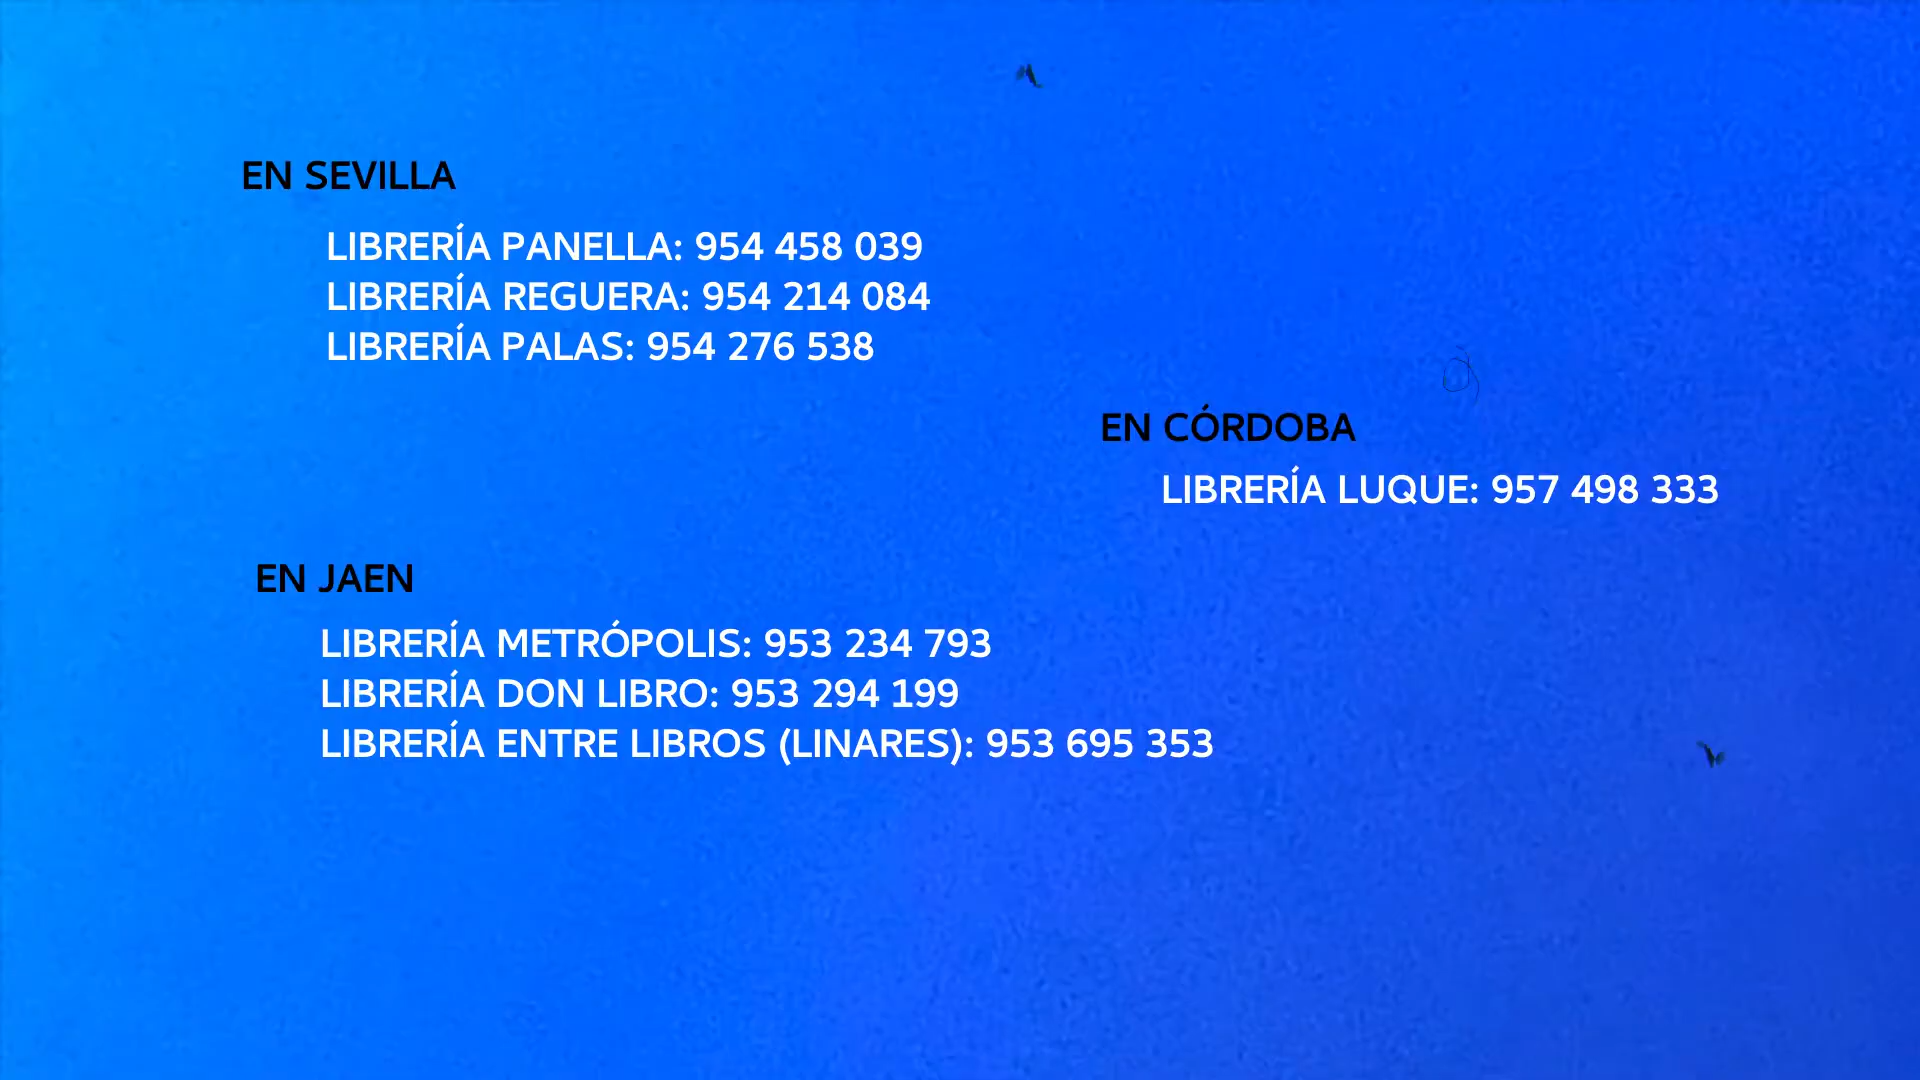 EN SEVILLA
LIBRERÍA PANELLA: 954 458 039
LIBRERÍA REGUERA: 954 214 084
LIBRERÍA PALAS: 954 276 538
EN CÓRDOBA
LIBRERÍA LUQUE: 957 498 333
EN JAEN
LIBRERÍA METRÓPOLIS: 953 234 793
LIBRERÍA DON LIBRO: 953 294 199
LIBRERÍA ENTRE LIBROS (LINARES): 953 695 353